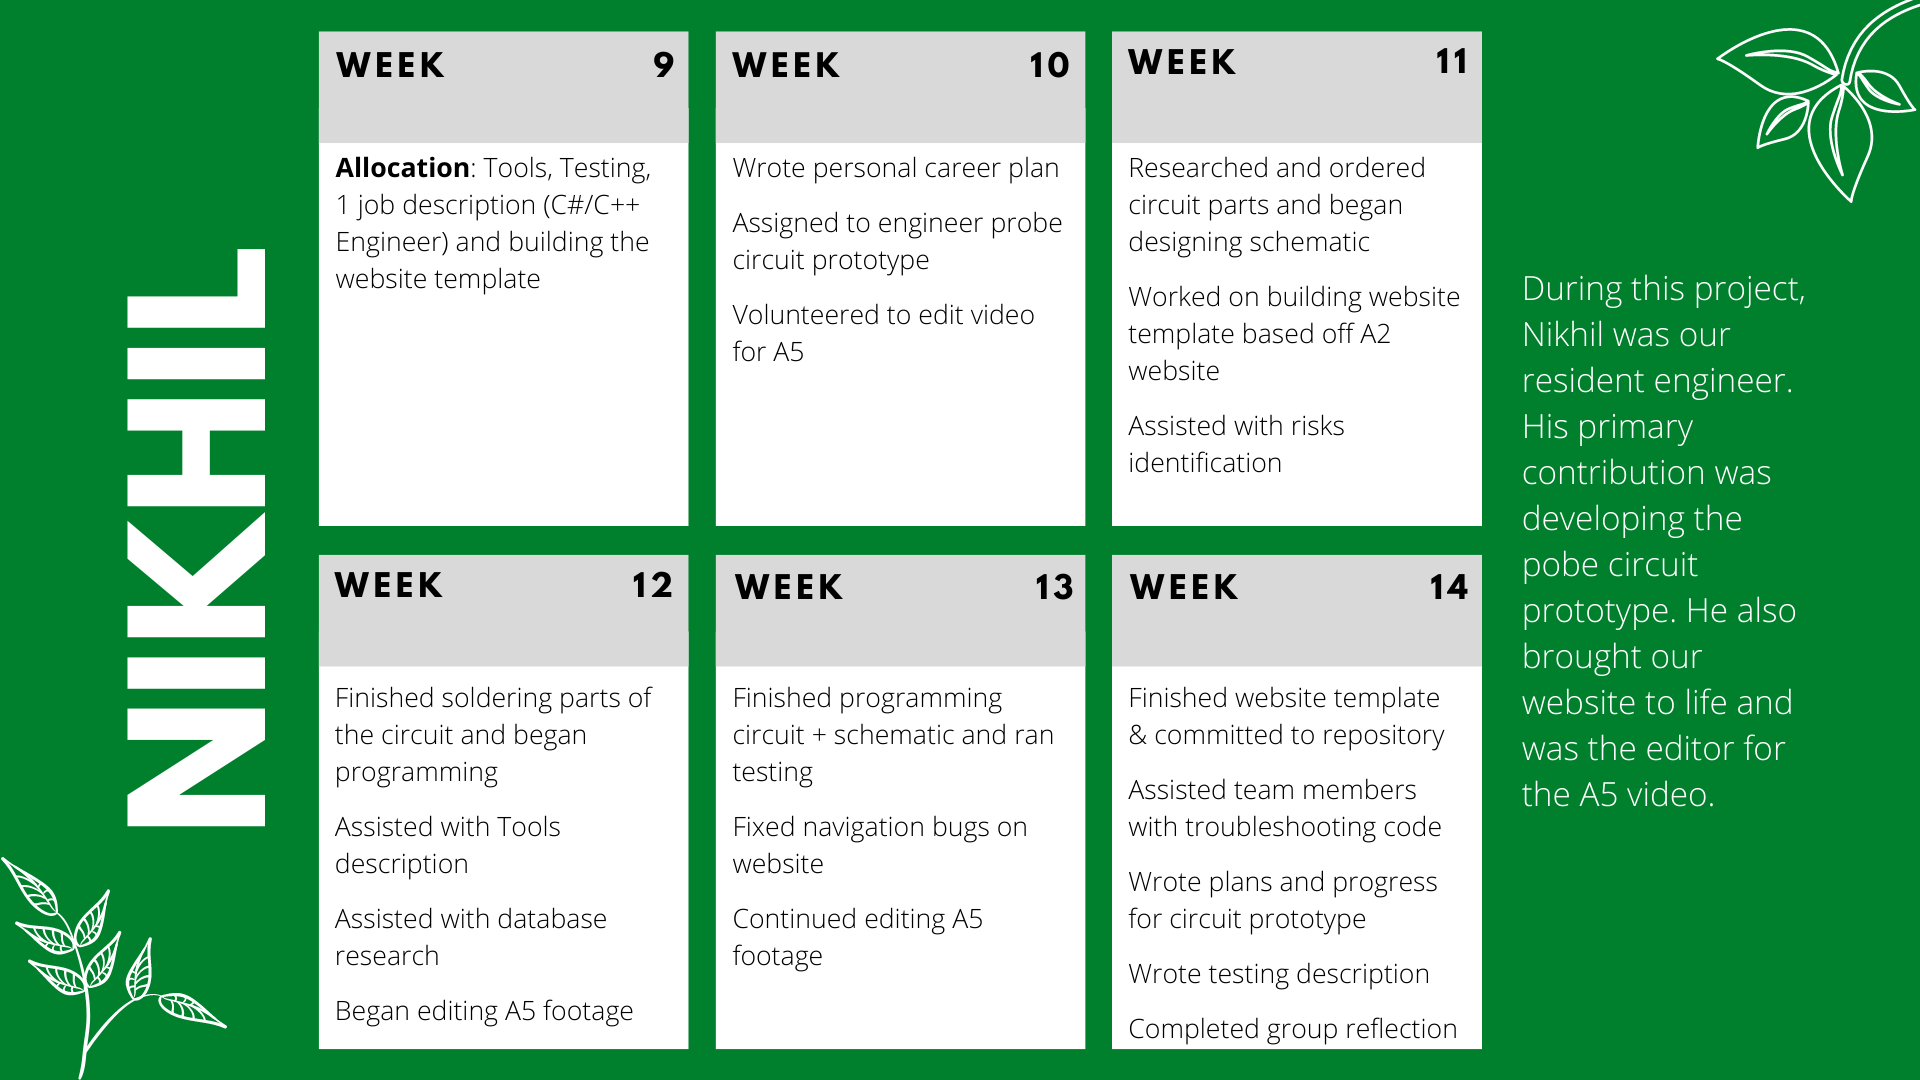 NIKHIL
WEEK 9
Allocation: Tools, Testing,
1 job description (C#/C++
Engineer) and building the
website template
WEEK 10
Wrote personal career plan
Assigned to engineer probe
circuit prototype
Volunteered to edit video
for A5
WEEK 11
Researched and ordered
circuit parts and began
designing schematic
Worked on building website
template based off A2
website
Assisted with risks
identification
WEEK 12
Finished soldering parts of
the circuit and began
programming
Assisted with Tools
description
Assisted with database
research
Began editing A5 footage
WEEK 13
Finished programming
circuit + schematic and ran
testing
Fixed navigation bugs on
website
Continued editing A5
footage
WEEK 14
Finished website template
& committed to repository
Assisted team members
with troubleshooting code
Wrote plans and progress
for circuit prototype
Wrote testing description
Completed group reflection
During this project,
Nikhil was our
resident engineer.
His primary
contribution was
developing the
pobe circuit
prototype. He also
brought our
website to life and
was the editor for
the A5 video.